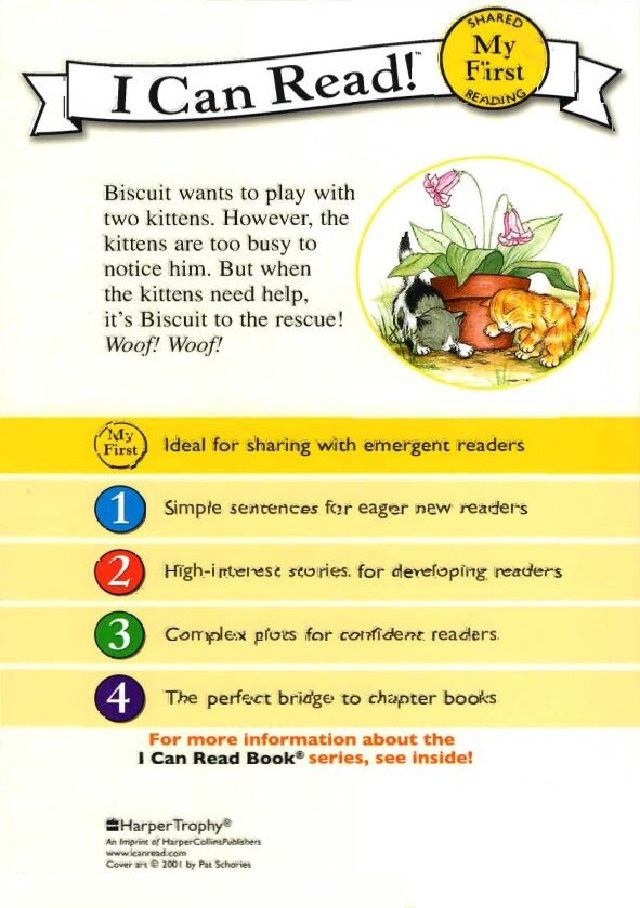 I Can Read!™
SHARED
My
First
READING
Biscuit wants to play with
two kittens. However, the
kittens are too busy to
notice him. But when
the kittens need help,
it's Biscuit to the rescue!
Woof! Woof!
My
First
Ideal for sharing with emergent readers
1 Simple sentences for eager new readers
2 High-interest stories for developing readers
3 Complex plots for confident readers
4 The perfect bridge to chapter books
For more information about the
I Can Read Book® series, see inside!
HarperTrophy®
An Imprint of HarperCollinsPublishers
www.icanread.com
Cover art © 2001 by Pat Schories